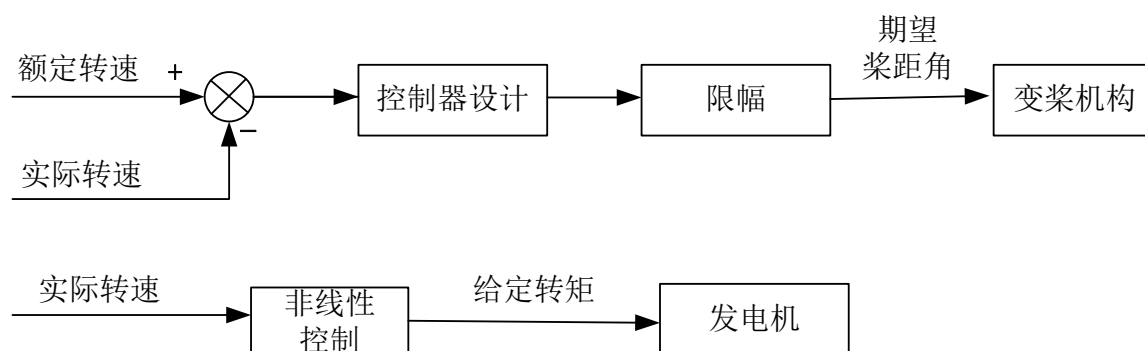 额定转速
+
控制器设计
限幅
期望
桨距角
变桨机构
−
实际转速
实际转速
非线性
控制
给定转矩
发电机